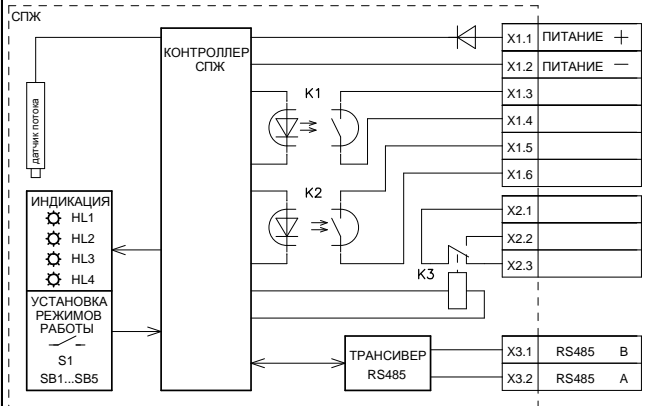 СПЖ
КОНТРОЛЛЕР
СПЖ
датчик потока
ИНДИКАЦИЯ
HL1
HL2
HL3
HL4
УСТАНОВКА
РЕЖИМОВ
РАБОТЫ
S1
SB1...SB5
K1
K2
K3
ТРАНСИВЕР
RS485
X1.1 ПИТАНИЕ +
X1.2 ПИТАНИЕ —
X1.3
X1.4
X1.5
X1.6
X2.1
X2.2
X2.3
X3.1 RS485 B
X3.2 RS485 A